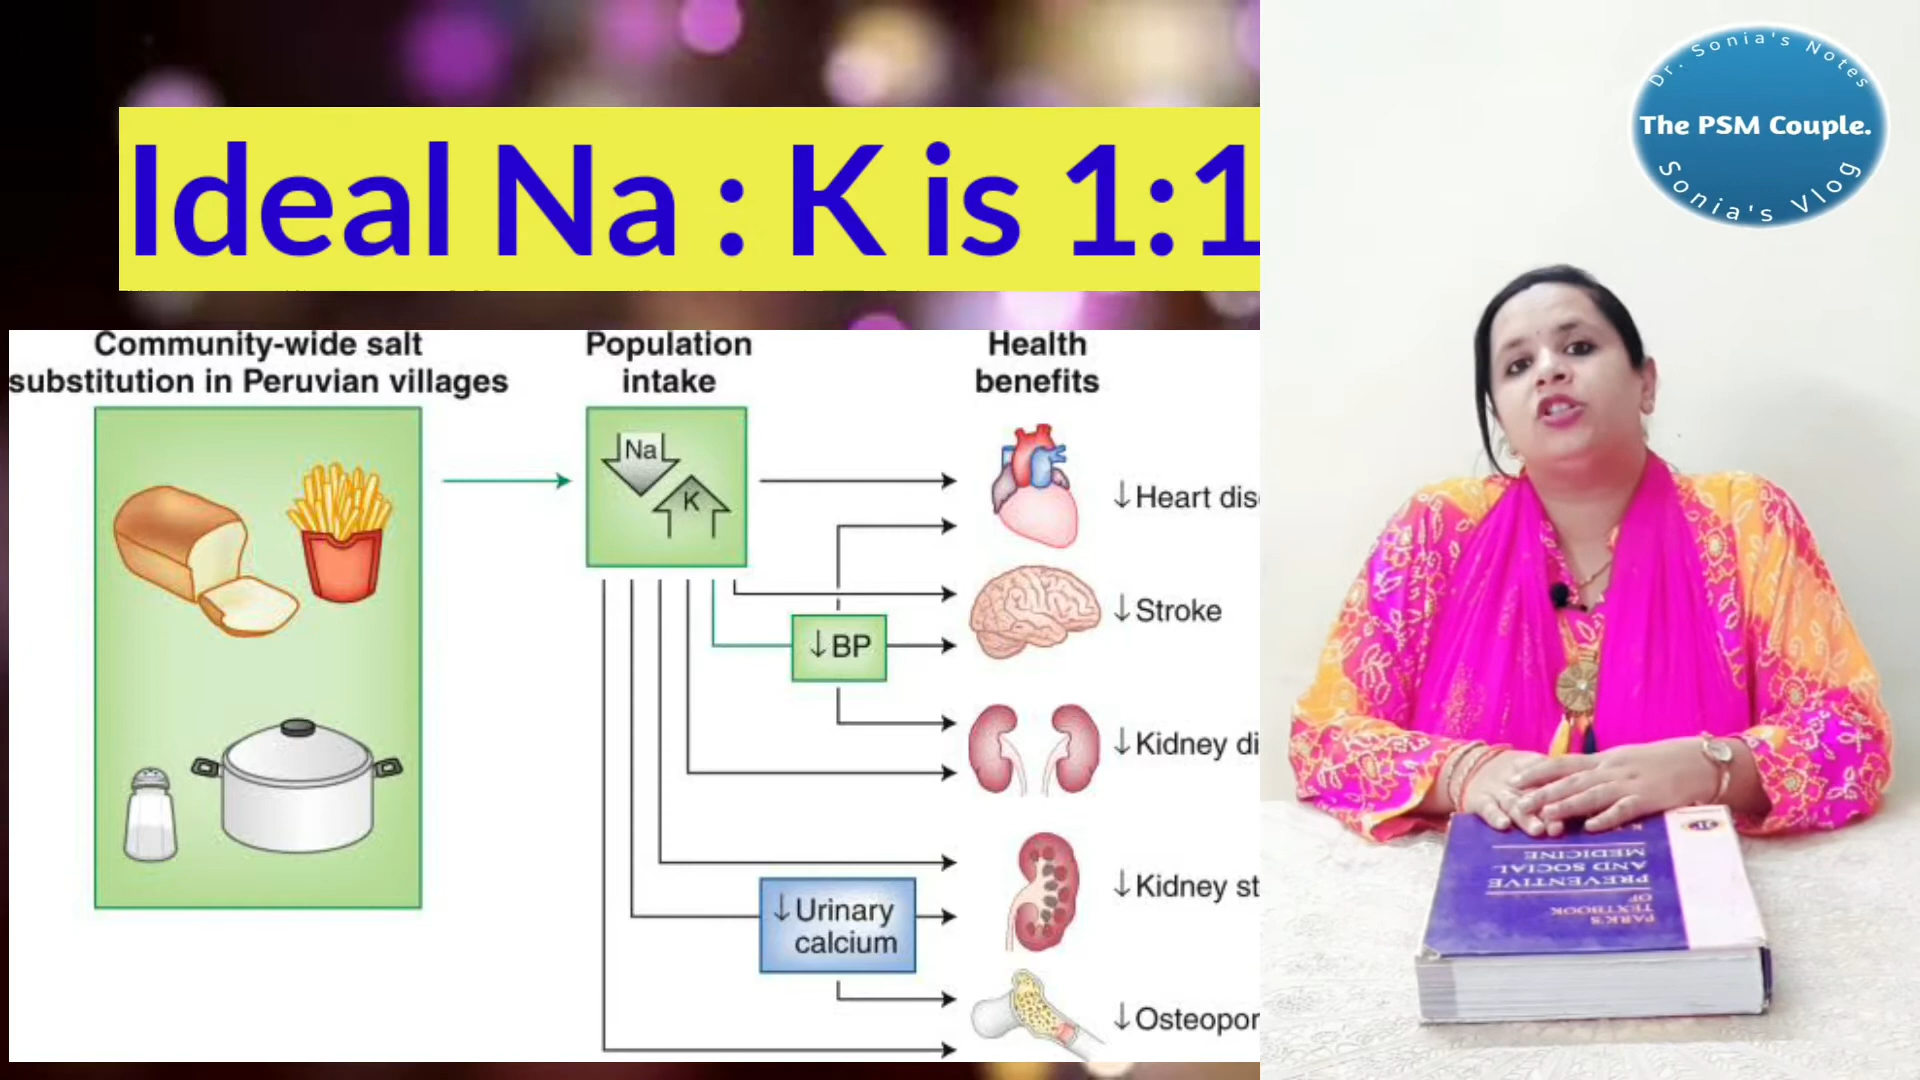 Ideal Na : K is 1:1
Community-wide salt
substitution in Peruvian villages
Population
intake
Health
benefits
Na
K
↓BP
↓Urinary
calcium
↓Heart dis
↓Stroke
↓Kidney di
↓Kidney st
↓Osteopor
Dr. Sonia's Notes
The PSM Couple.
Sonia's Vlog
PARK'S
TEXTBOOK
OF
PREVENTIVE
AND SOCIAL
MEDICINE